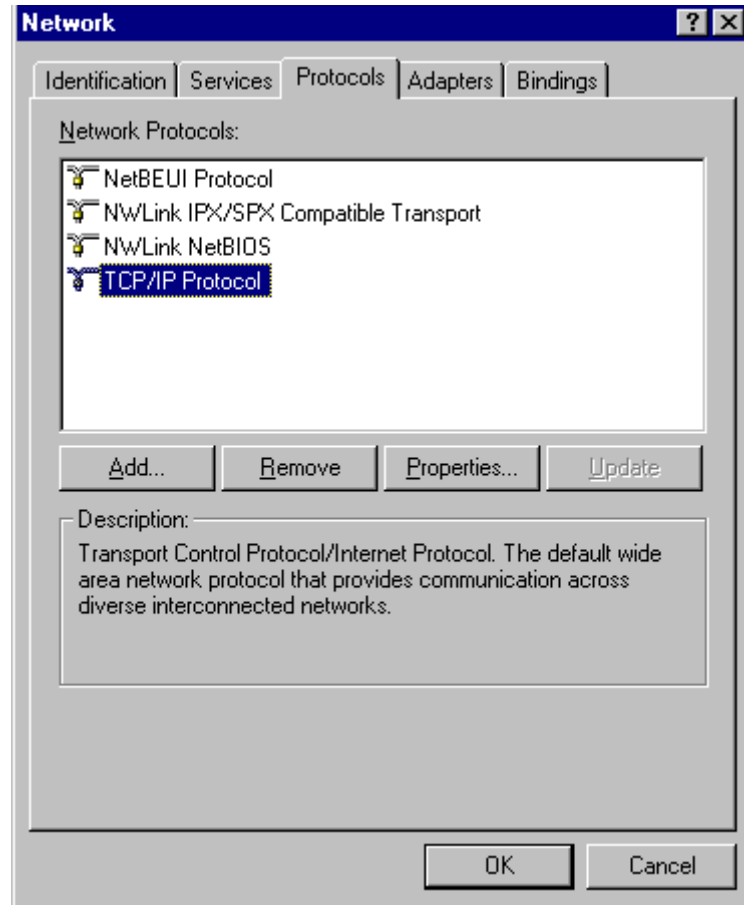 Network
Identification Services Protocols Adapters Bindings
Network Protocols:
NetBEUI Protocol
NWLink IPX/SPX Compatible Transport
NWLink NetBIOS
TCP/IP Protocol
Add... Remove Properties... Update
Description:
Transport Control Protocol/Internet Protocol. The default wide
area network protocol that provides communication across
diverse interconnected networks.
OK Cancel